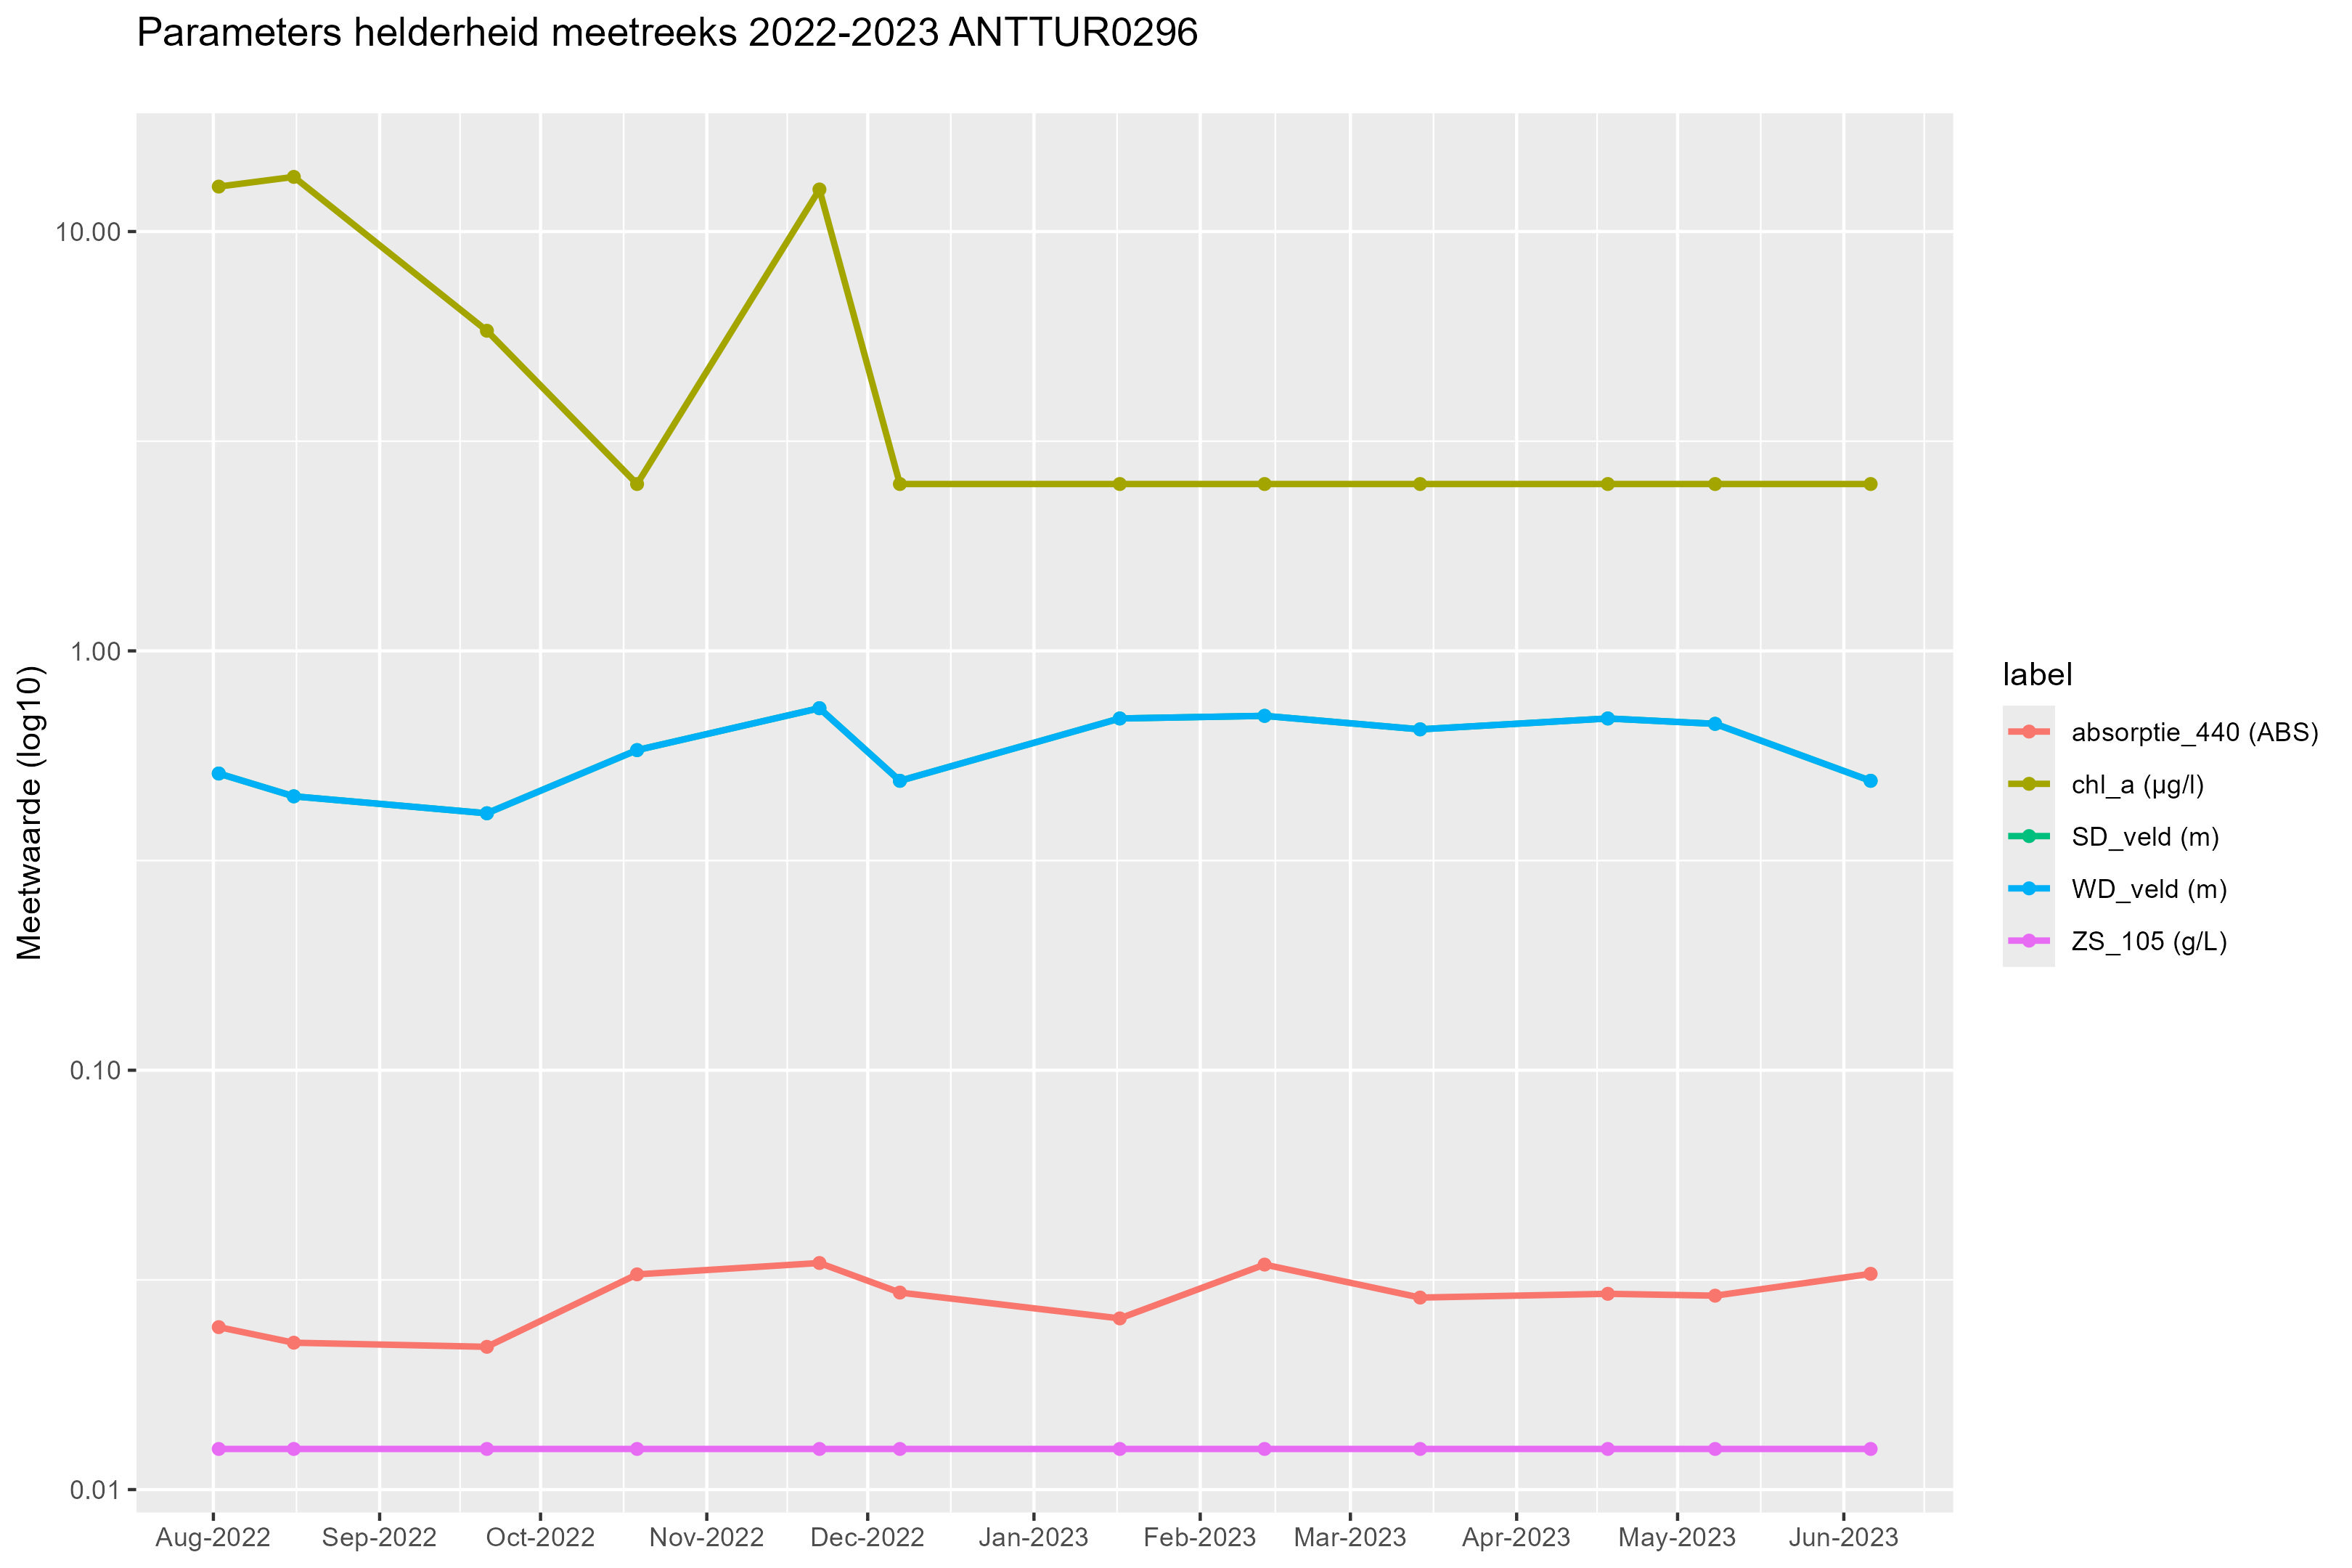 Parameters helderheid meetreeks 2022-2023 ANTTUR0296
Meetwaarde (log10)
10.00
1.00
0.10
0.01
Aug-2022 Sep-2022 Oct-2022 Nov-2022 Dec-2022 Jan-2023 Feb-2023 Mar-2023 Apr-2023 May-2023 Jun-2023
label
absorptie_440 (ABS)
chl_a (µg/l)
SD_veld (m)
WD_veld (m)
ZS_105 (g/L)